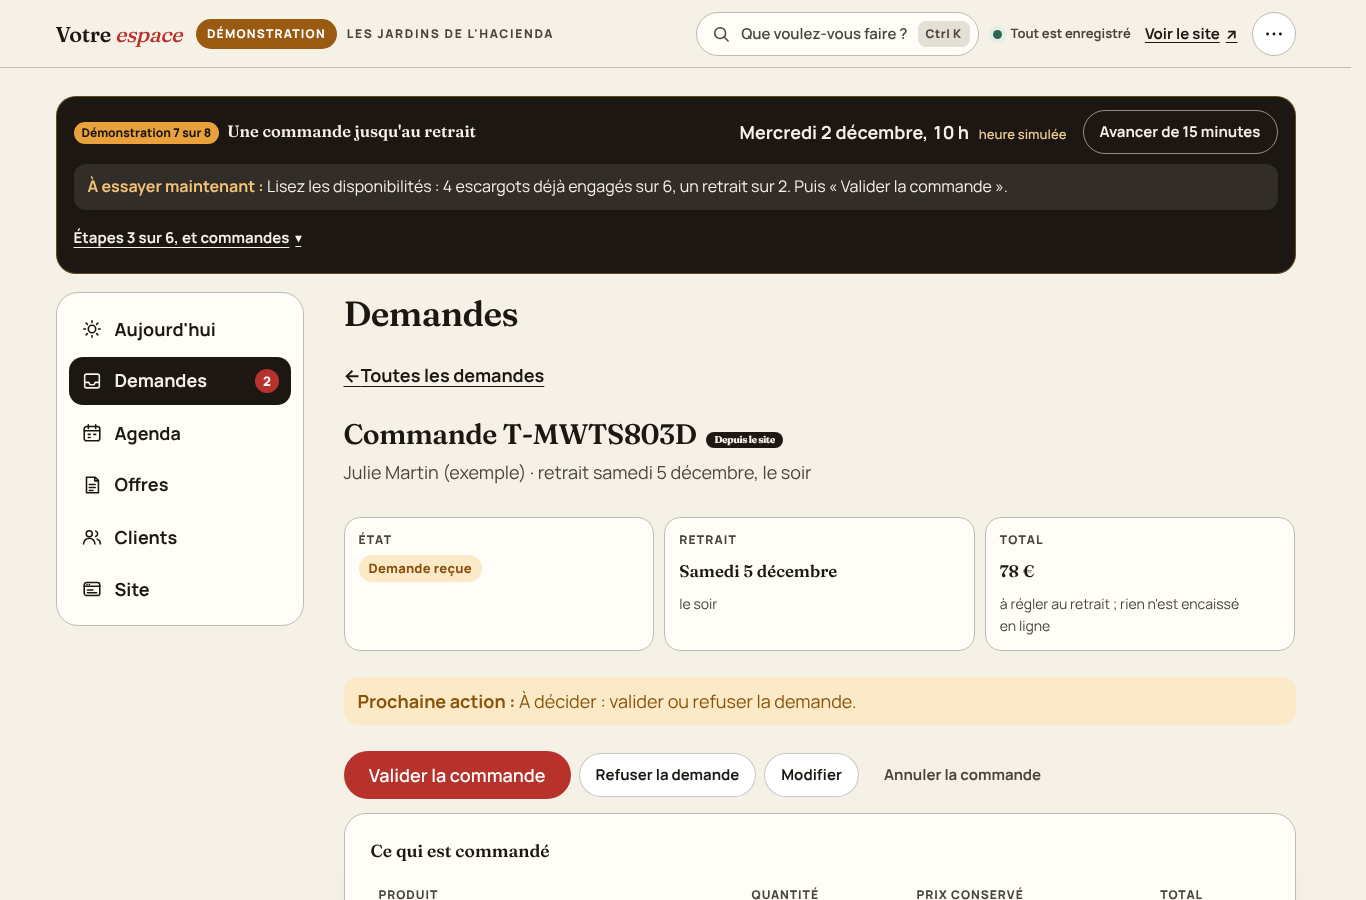 Votre espace DÉMONSTRATION LES JARDINS DE L'HACIENDA Que voulez-vous faire ? Ctrl K Tout est enregistré Voir le site ↗ ···
Démonstration 7 sur 8 Une commande jusqu'au retrait Mercredi 2 décembre, 10 h heure simulée Avancer de 15 minutes
À essayer maintenant : Lisez les disponibilités : 4 escargots déjà engagés sur 6, un retrait sur 2. Puis « Valider la commande ».
Étapes 3 sur 6, et commandes ▾
Aujourd'hui
Demandes 2
Agenda
Offres
Clients
Site
Demandes
←Toutes les demandes
Commande T-MWTS803D Depuis le site
Julie Martin (exemple) · retrait samedi 5 décembre, le soir
ÉTAT
Demande reçue
RETRAIT
Samedi 5 décembre
le soir
TOTAL
78 €
à régler au retrait ; rien n'est encaissé
en ligne
Prochaine action : À décider : valider ou refuser la demande.
Valider la commande Refuser la demande Modifier Annuler la commande
Ce qui est commandé
PRODUIT QUANTITÉ PRIX CONSERVÉ TOTAL